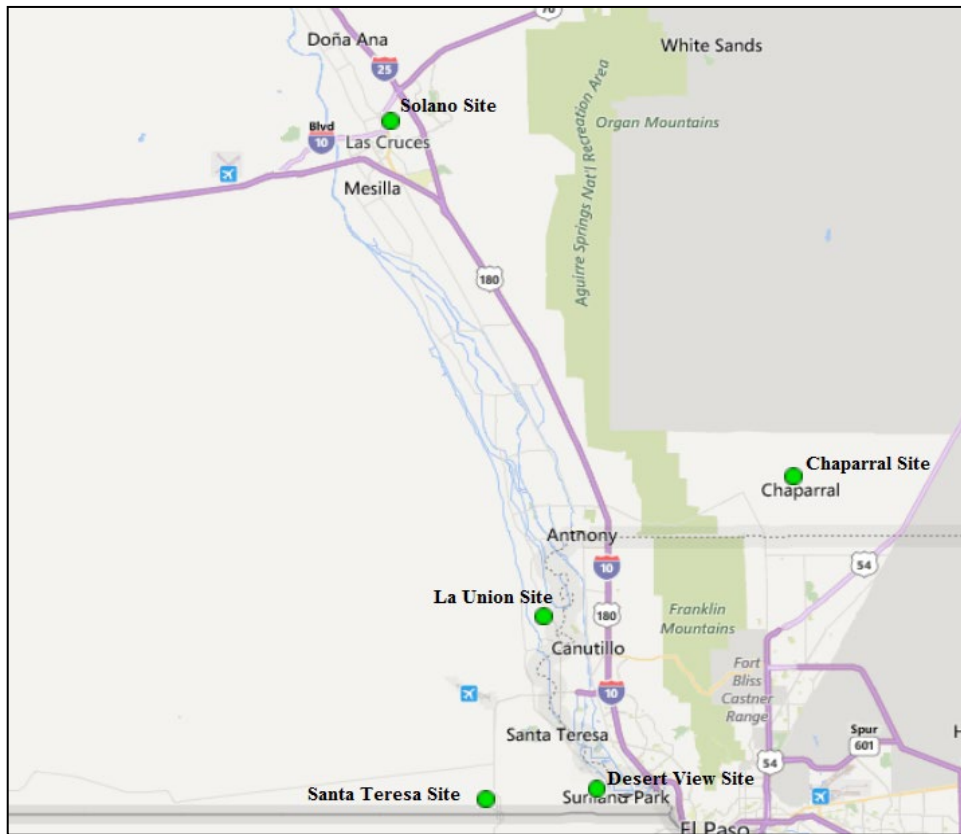 70
White Sands
Doña Ana
25
Solano Site
Organ Mountains
Blvd
10
Las Cruces
Mesilla
Aguirre Springs Nat'l Recreation Area
180
Chaparral Site
Chaparral
Anthony
10
54
La Union Site
180
Franklin
Mountains
Canutillo
Fort
Bliss
Castner
Range
10
Santa Teresa
Spur
601
H
54
Desert View Site
Santa Teresa Site
Sunland Park
El Paso